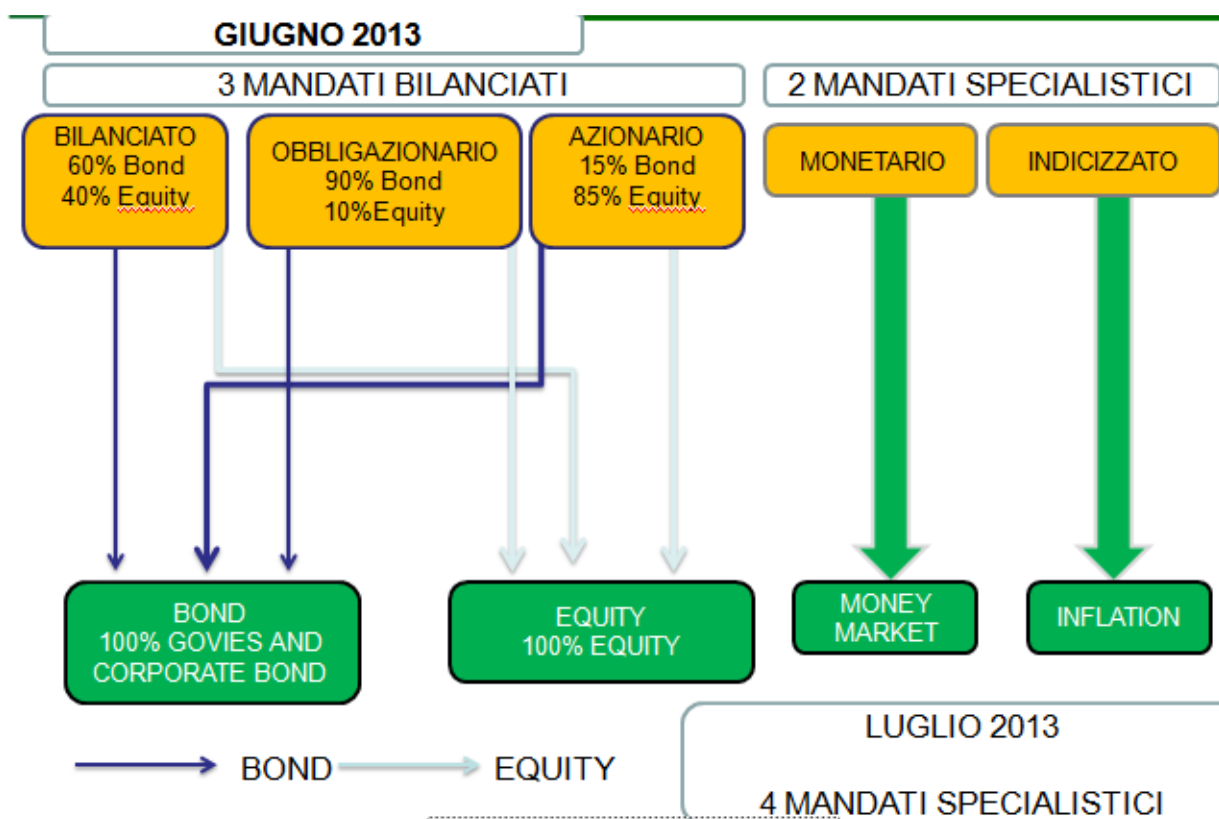 GIUGNO 2013
3 MANDATI BILANCIATI
2 MANDATI SPECIALISTICI
BILANCIATO
60% Bond
40% Equity
OBBLIGAZIONARIO
90% Bond
10%Equity
AZIONARIO
15% Bond
85% Equity
MONETARIO
INDICIZZATO
BOND
100% GOVIES AND
CORPORATE BOND
EQUITY
100% EQUITY
MONEY
MARKET
INFLATION
BOND
EQUITY
LUGLIO 2013
4 MANDATI SPECIALISTICI